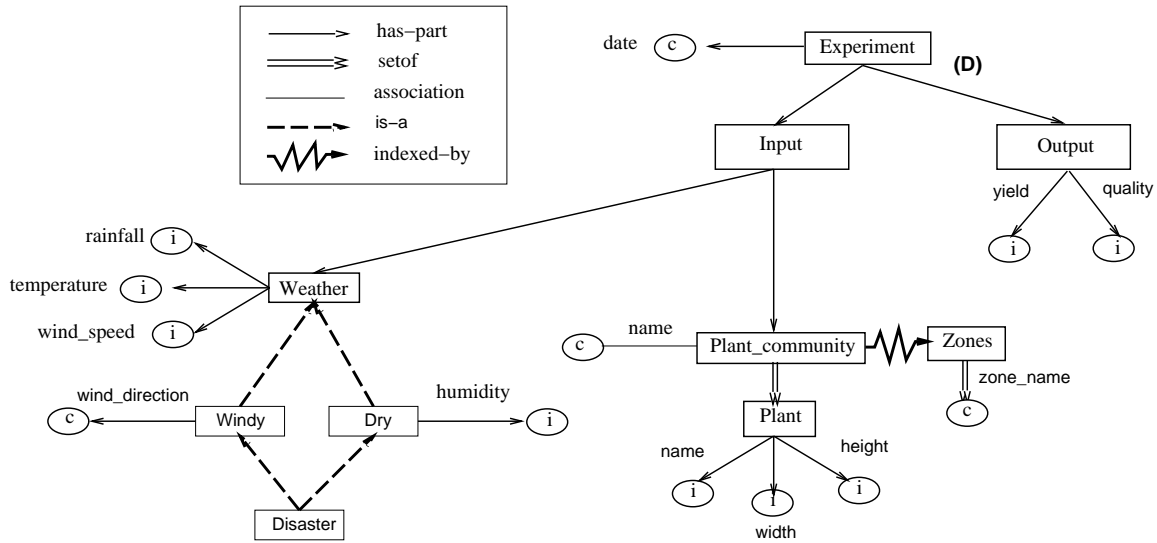 has-part
setof
association
is-a
indexed-by
date
c
Experiment
(D)
Input
Output
yield
quality
i
i
rainfall
i
temperature
i
Weather
wind_speed
i
name
c
Plant_community
Zones
zone_name
c
wind_direction
c
Windy
Dry
humidity
i
Plant
name
height
i
i
i
width
Disaster